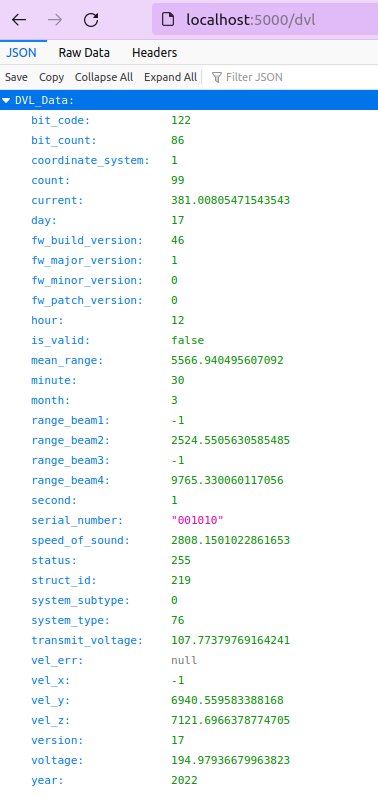 localhost:5000/dvl
JSON Raw Data Headers
Save Copy Collapse All Expand All Filter JSON
DVL_Data:
bit_code: 122
bit_count: 86
coordinate_system: 1
count: 99
current: 381.00805471543543
day: 17
fw_build_version: 46
fw_major_version: 1
fw_minor_version: 0
fw_patch_version: 0
hour: 12
is_valid: false
mean_range: 5566.940495607092
minute: 30
month: 3
range_beam1: -1
range_beam2: 2524.5505630585485
range_beam3: -1
range_beam4: 9765.330060117056
second: 1
serial_number: "001010"
speed_of_sound: 2808.1501022861653
status: 255
struct_id: 219
system_subtype: 0
system_type: 76
transmit_voltage: 107.77379769164241
vel_err: null
vel_x: -1
vel_y: 6940.559583388168
vel_z: 7121.6966378774705
version: 17
voltage: 194.97936679963823
year: 2022